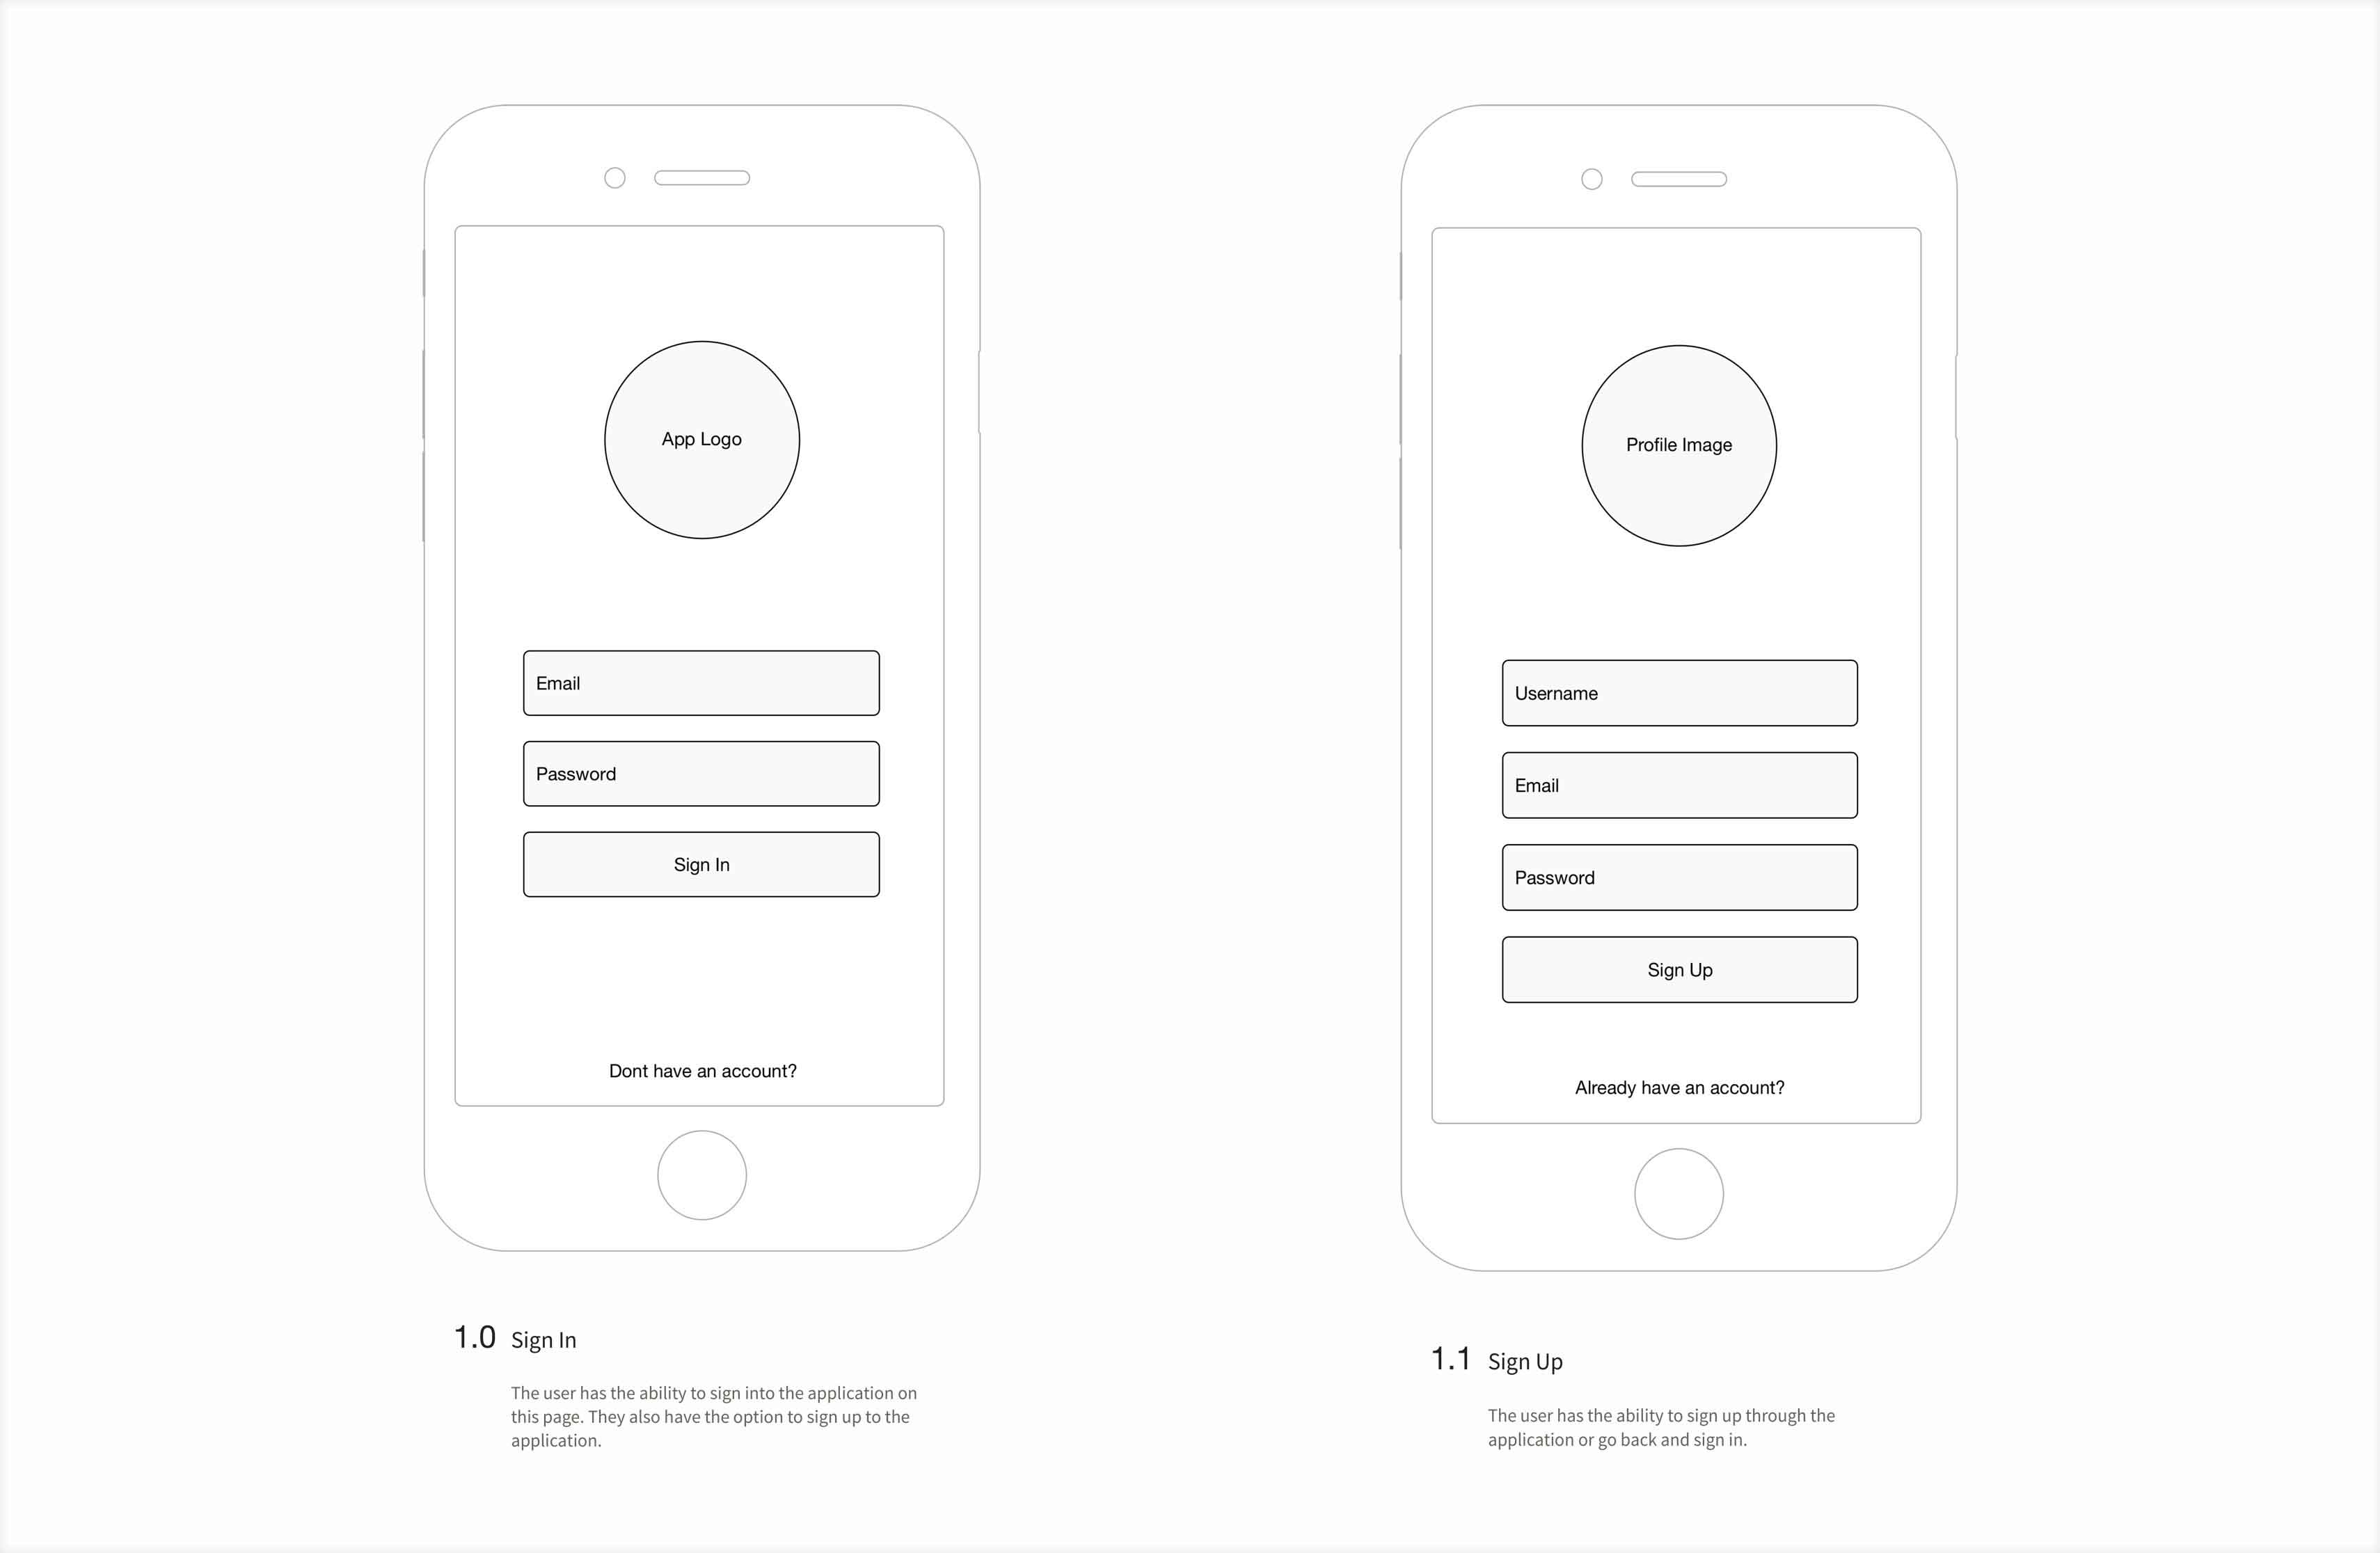 App Logo
Email
Password
Sign In
Dont have an account?
1.0 Sign In
The user has the ability to sign into the application on
this page. They also have the option to sign up to the
application.
Profile Image
Username
Email
Password
Sign Up
Already have an account?
1.1 Sign Up
The user has the ability to sign up through the
application or go back and sign in.